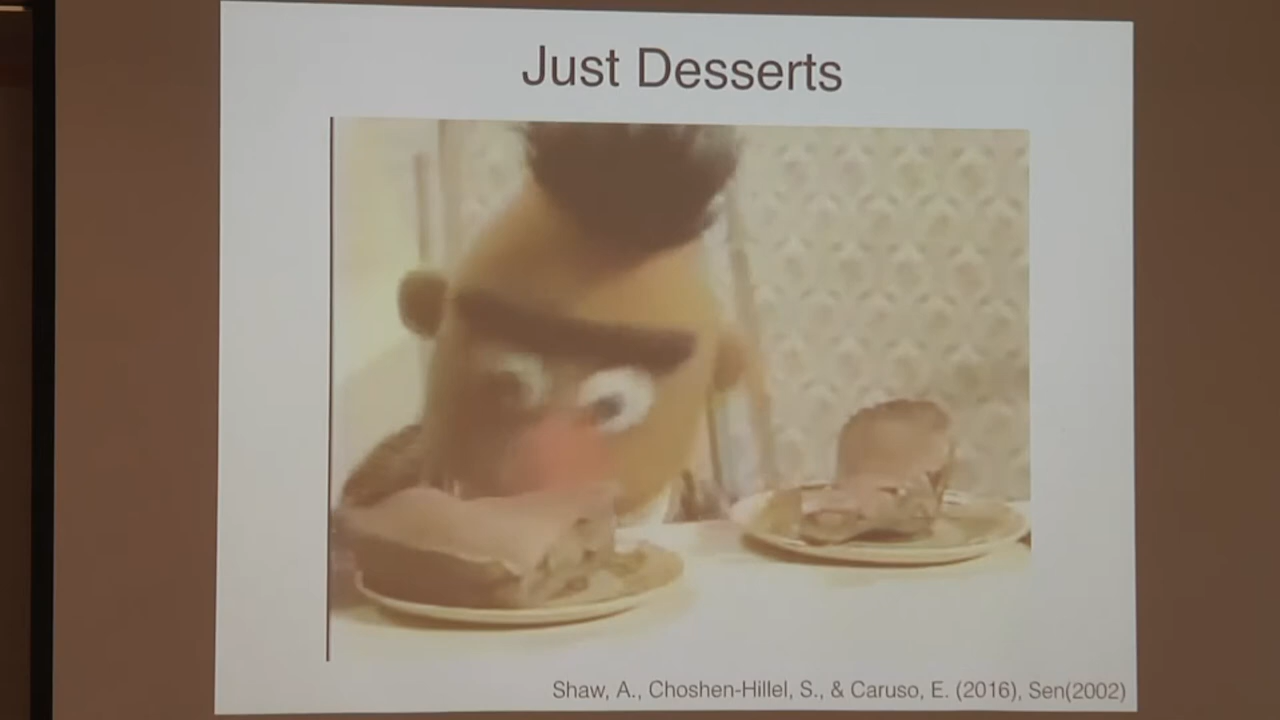 Just Desserts
Shaw, A., Choshen-Hillel, S., & Caruso, E. (2016), Sen(2002)